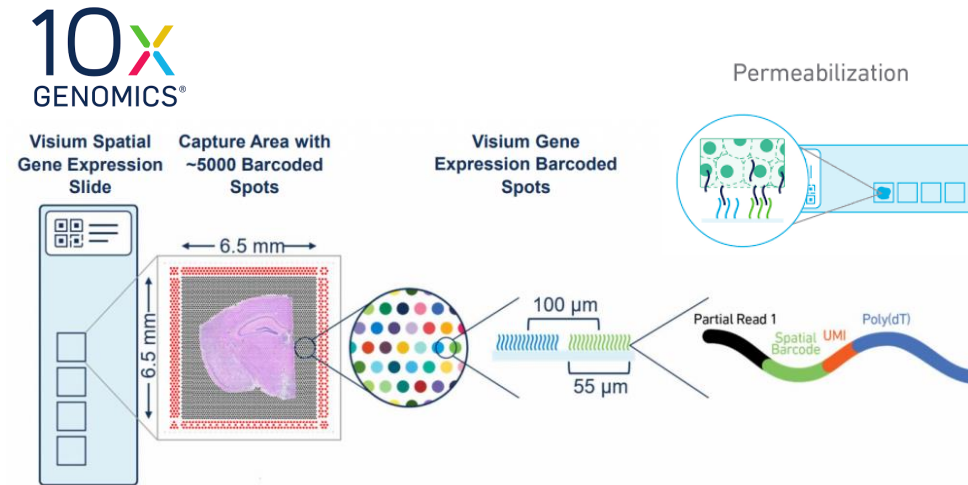 10x
GENOMICS®
Permeabilization
Visium Spatial
Gene Expression
Slide
Capture Area with
~5000 Barcoded
Spots
Visium Gene
Expression Barcoded
Spots
6.5 mm
6.5 mm
100 µm
55 µm
Partial Read 1
Spatial
Barcode
UMI
Poly(dT)